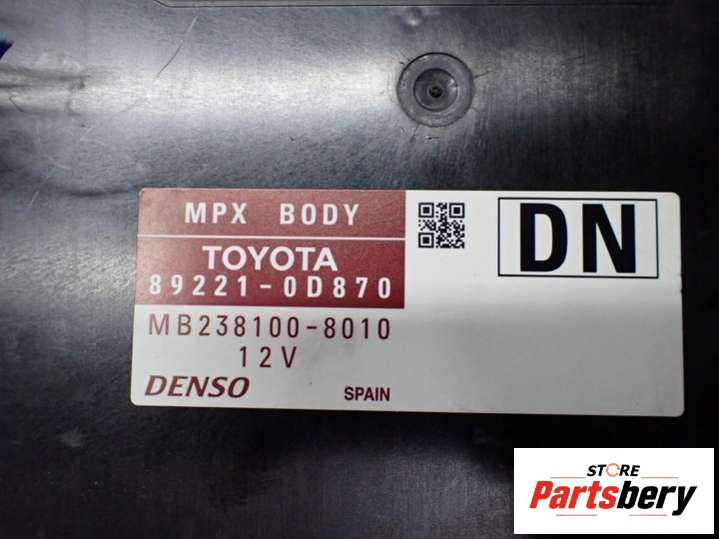 MPX BODY
DN
TOYOTA
89221-0D870
MB238100-8010
12V
DENSO
SPAIN
STORE
Partsbery